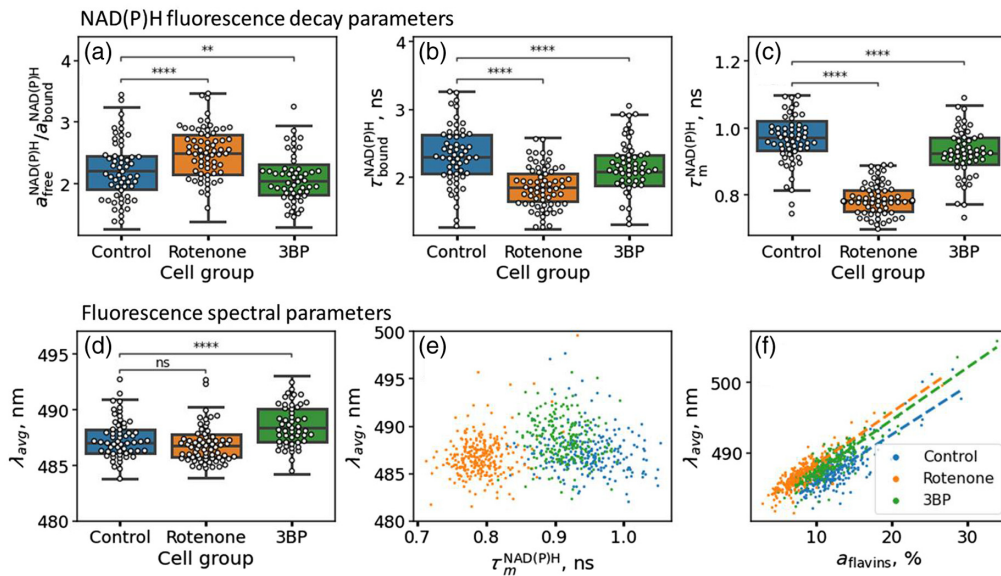 NAD(P)H fluorescence decay parameters
(a)
a_free^NAD(P)H/a_bound^NAD(P)H
4
3
2
**
****
Control Rotenone 3BP
Cell group
(b)
τ_bound^NAD(P)H, ns
4
3
2
1
****
****
Control Rotenone 3BP
Cell group
(c)
τ_m^NAD(P)H, ns
1.2
1.0
0.8
****
****
Control Rotenone 3BP
Cell group
Fluorescence spectral parameters
(d)
λ_avg, nm
495
490
485
480
****
ns
Control Rotenone 3BP
Cell group
(e)
λ_avg, nm
500
495
490
485
480
0.7 0.8 0.9 1.0
τ_m^NAD(P)H, ns
(f)
λ_avg, nm
500
490
Control
Rotenone
3BP
10 20 30
a_flavins, %